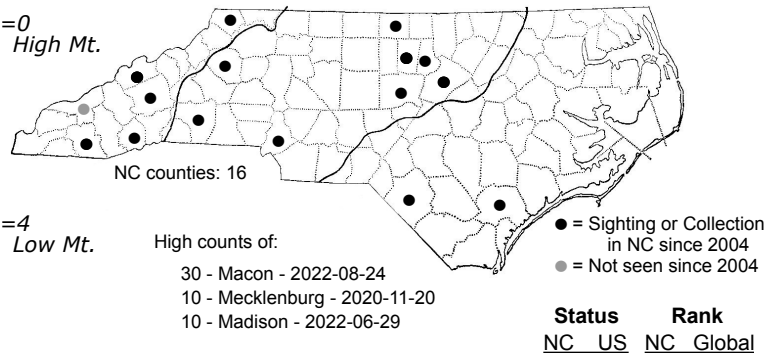 =0
High Mt.
NC counties: 16
=4
Low Mt.
High counts of:
30 - Macon - 2022-08-24
10 - Mecklenburg - 2020-11-20
10 - Madison - 2022-06-29
● = Sighting or Collection
in NC since 2004
● = Not seen since 2004
Status Rank
NC US NC Global